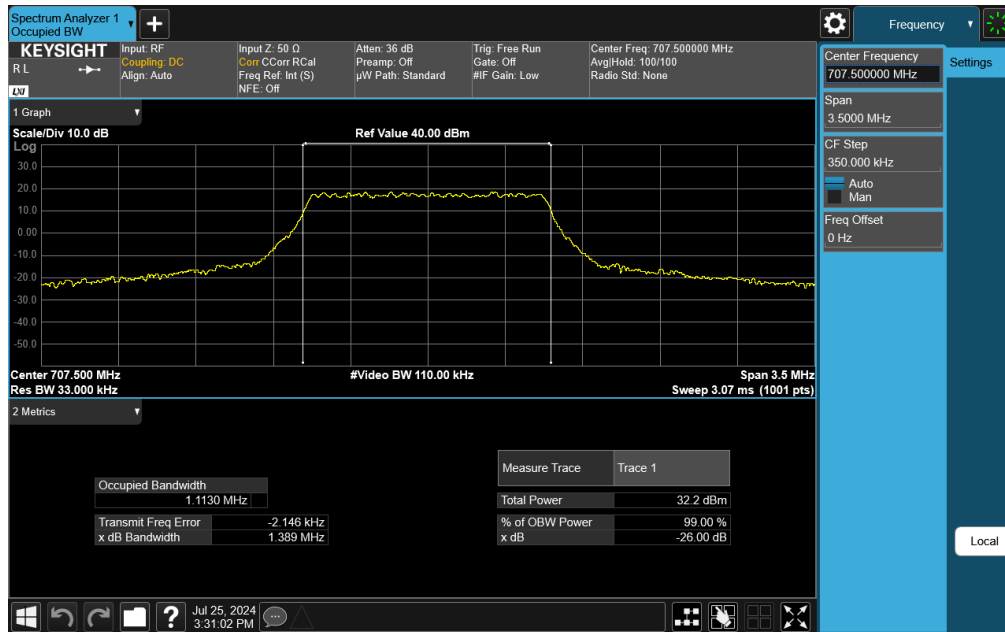 Spectrum Analyzer 1
Occupied BW
Frequency
KEYSIGHT
R L
LXI
Input: RF
Coupling: DC
Align: Auto
Input Z: 50 Ω
Corr CCorr RCal
Freq Ref: Int (S)
NFE: Off
Atten: 36 dB
Preamp: Off
µW Path: Standard
Trig: Free Run
Gate: Off
#IF Gain: Low
Center Freq: 707.500000 MHz
Avg|Hold: 100/100
Radio Std: None
Center Frequency
707.500000 MHz
Settings
Span
3.5000 MHz
CF Step
350.000 kHz
Auto
Man
Freq Offset
0 Hz
1 Graph
Scale/Div 10.0 dB
Ref Value 40.00 dBm
Log
30.0
20.0
10.0
0.00
-10.0
-20.0
-30.0
-40.0
-50.0
Center 707.500 MHz
#Video BW 110.00 kHz
Span 3.5 MHz
Res BW 33.000 kHz
Sweep 3.07 ms (1001 pts)
2 Metrics
Occupied Bandwidth
1.1130 MHz
Transmit Freq Error -2.146 kHz
x dB Bandwidth 1.389 MHz
Measure Trace Trace 1
Total Power 32.2 dBm
% of OBW Power 99.00 %
x dB -26.00 dB
Local
Jul 25, 2024
3:31:02 PM